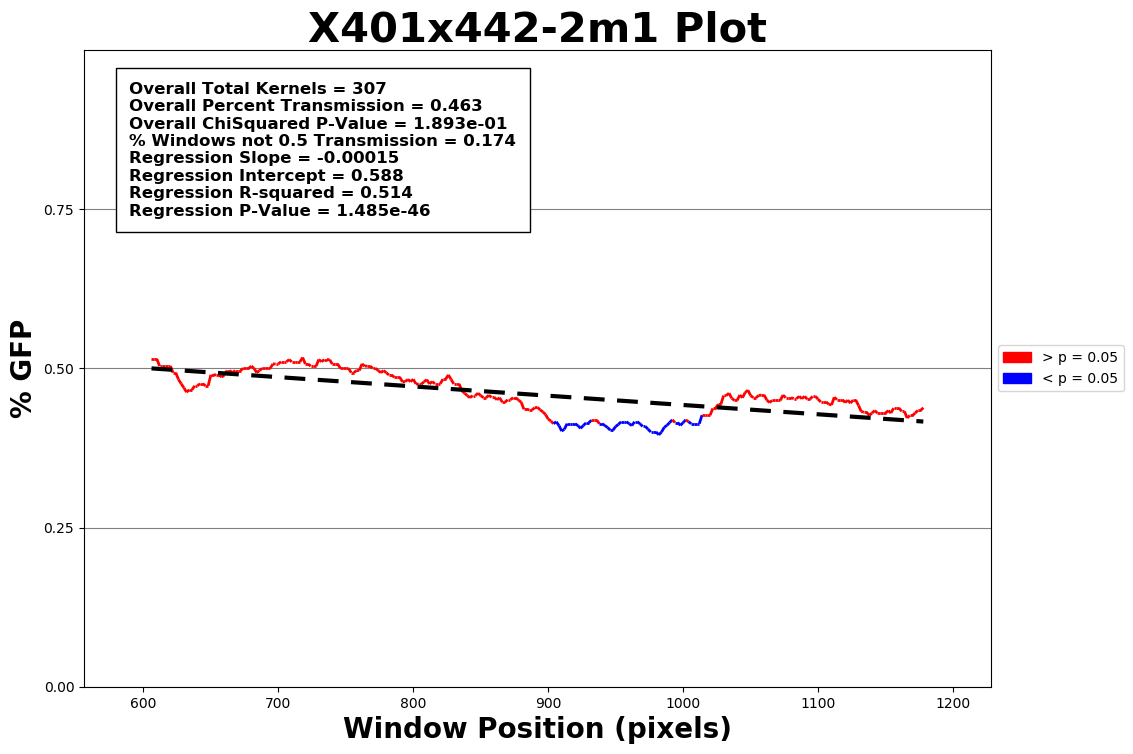 X401x442-2m1 Plot
Overall Total Kernels = 307
Overall Percent Transmission = 0.463
Overall ChiSquared P-Value = 1.893e-01
% Windows not 0.5 Transmission = 0.174
Regression Slope = -0.00015
Regression Intercept = 0.588
Regression R-squared = 0.514
Regression P-Value = 1.485e-46
% GFP
0.75
0.50
0.25
0.00
> p = 0.05
< p = 0.05
600 700 800 900 1000 1100 1200
Window Position (pixels)